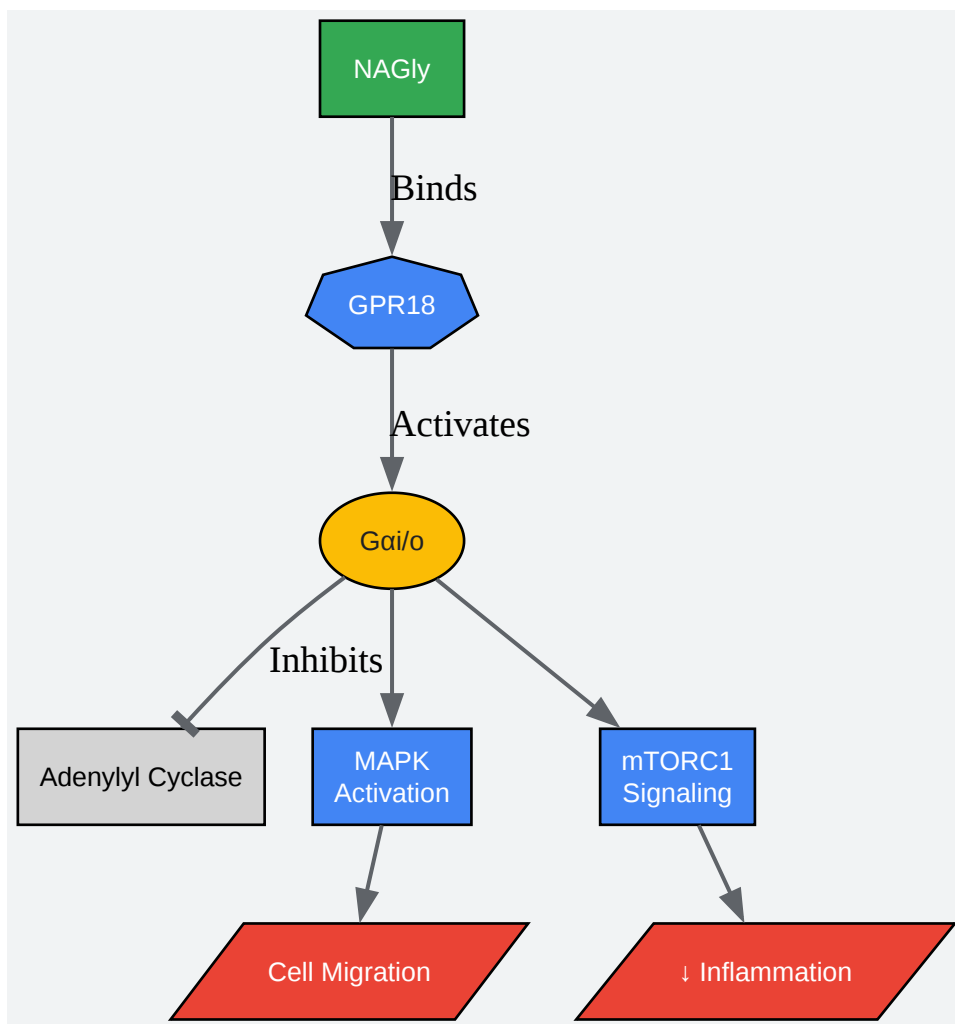 NAGly
Binds
GPR18
Activates
Gαi/o
Inhibits
Adenylyl Cyclase
MAPK
Activation
mTORC1
Signaling
Cell Migration
↓ Inflammation